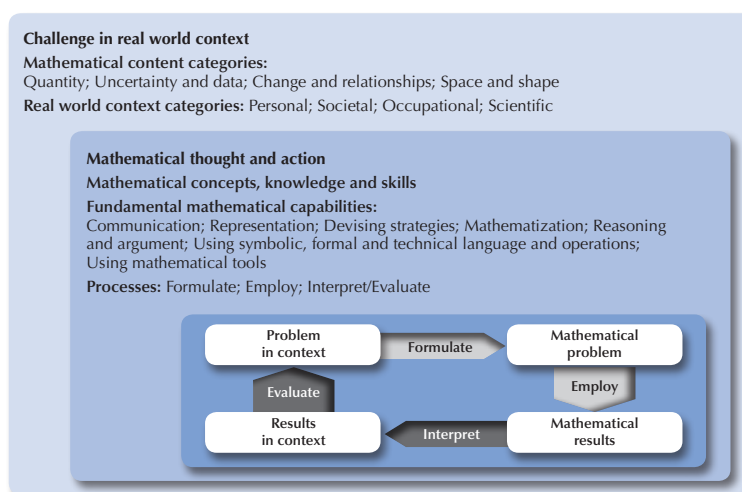 Challenge in real world context
Mathematical content categories:
Quantity; Uncertainty and data; Change and relationships; Space and shape
Real world context categories: Personal; Societal; Occupational; Scientific
Mathematical thought and action
Mathematical concepts, knowledge and skills
Fundamental mathematical capabilities:
Communication; Representation; Devising strategies; Mathematization; Reasoning
and argument; Using symbolic, formal and technical language and operations;
Using mathematical tools
Processes: Formulate; Employ; Interpret/Evaluate
Problem
in context
Formulate
Mathematical
problem
Evaluate
Employ
Results
in context
Interpret
Mathematical
results